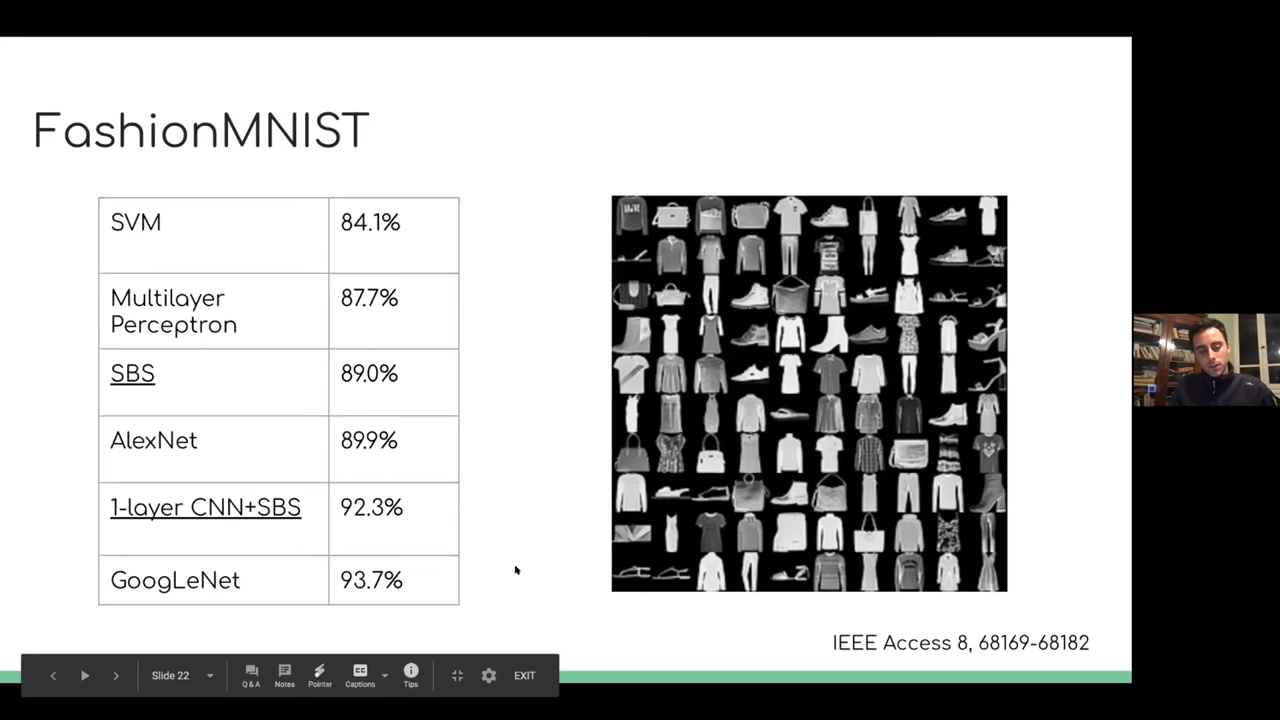 FashionMNIST
SVM 84.1%
Multilayer 87.7%
Perceptron
SBS 89.0%
AlexNet 89.9%
1-layer CNN+SBS 92.3%
GoogLeNet 93.7%
IEEE Access 8, 68169-68182
Slide 22
Q & A Notes Pointer Captions Tips EXIT